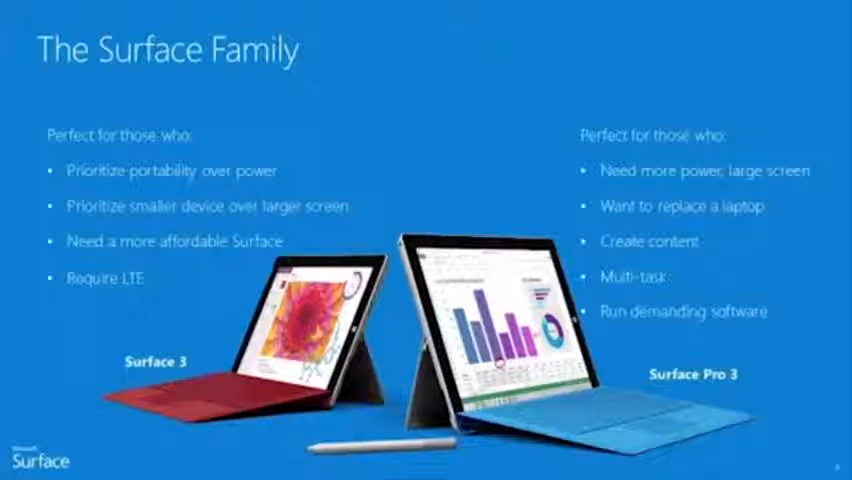 The Surface Family
Perfect for those who:
• Prioritize portability over power
• Prioritize smaller device over larger screen
• Need a more affordable Surface
• Require LTE
Surface 3
Perfect for those who:
• Need more power, large screen
• Want to replace a laptop
• Create content
• Multi-task
• Run demanding software
Surface Pro 3
Microsoft
Surface